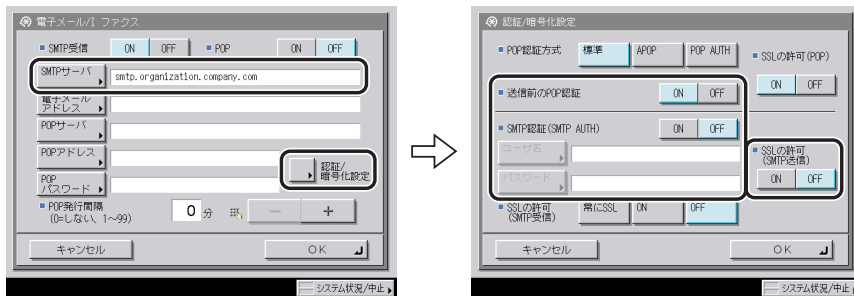 電子メール/I ファクス
SMTP受信 ON OFF POP ON OFF
SMTPサーバ smtp.organization.company.com
電子メール
アドレス
POPサーバ
POPアドレス
認証/
暗号化設定
POP
パスワード
POP発行間隔
(0=しない、1~99)
0 分 - +
キャンセル OK
システム状況/中止
認証/暗号化設定
POP認証方式 標準 APOP POP AUTH
SSLの許可(POP)
ON OFF
送信前のPOP認証 ON OFF
SMTP認証(SMTP AUTH) ON OFF
ユーザ名
パスワード
SSLの許可
(SMTP送信)
ON OFF
SSLの許可
(SMTP受信)
常にSSL ON OFF
キャンセル OK
システム状況/中止